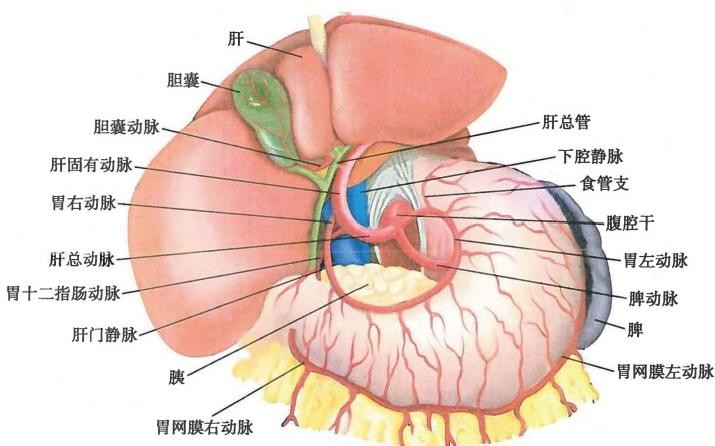 肝
胆囊
胆囊动脉
肝固有动脉
胃右动脉
肝总动脉
胃十二指肠动脉
肝门静脉
胰
胃网膜右动脉
肝总管
下腔静脉
食管支
腹腔干
胃左动脉
脾动脉
脾
胃网膜左动脉